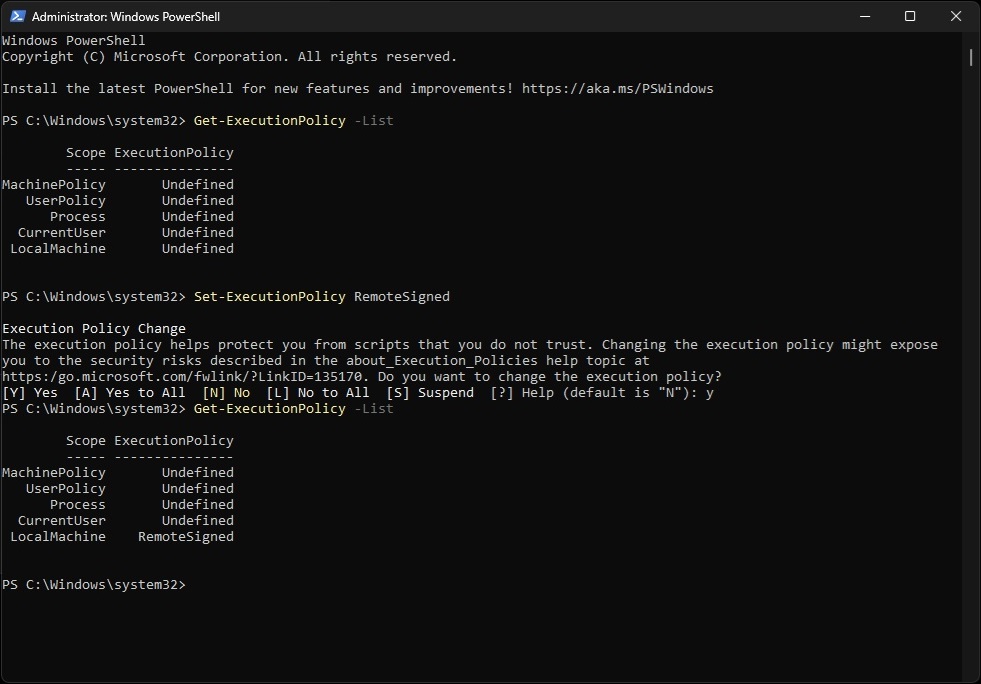 Administrator: Windows PowerShell
Windows PowerShell
Copyright (C) Microsoft Corporation. All rights reserved.
Install the latest PowerShell for new features and improvements! https://aka.ms/PSWindows
PS C:\Windows\system32> Get-ExecutionPolicy -List
        Scope ExecutionPolicy
        ----- ---------------
MachinePolicy       Undefined
   UserPolicy       Undefined
      Process       Undefined
  CurrentUser       Undefined
 LocalMachine       Undefined
PS C:\Windows\system32> Set-ExecutionPolicy RemoteSigned
Execution Policy Change
The execution policy helps protect you from scripts that you do not trust. Changing the execution policy might expose
you to the security risks described in the about_Execution_Policies help topic at
https:/go.microsoft.com/fwlink/?LinkID=135170. Do you want to change the execution policy?
[Y] Yes  [A] Yes to All  [N] No  [L] No to All  [S] Suspend  [?] Help (default is "N"): y
PS C:\Windows\system32> Get-ExecutionPolicy -List
        Scope ExecutionPolicy
        ----- ---------------
MachinePolicy       Undefined
   UserPolicy       Undefined
      Process       Undefined
  CurrentUser       Undefined
 LocalMachine    RemoteSigned
PS C:\Windows\system32>